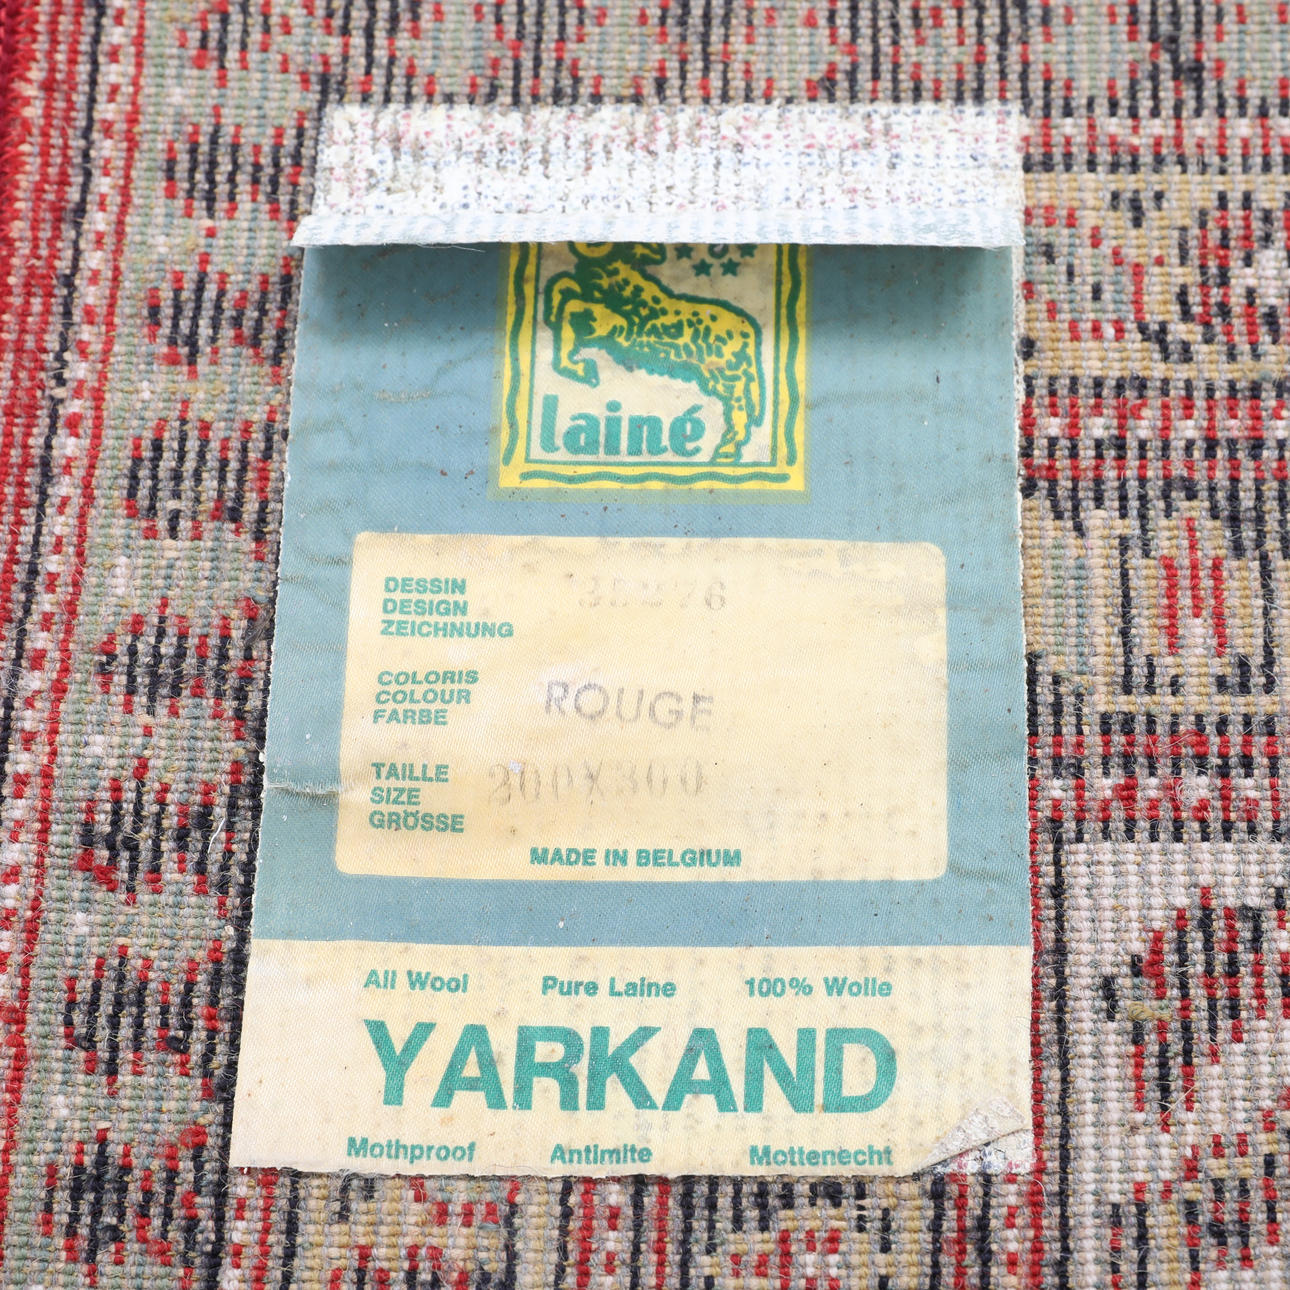 lainé
DESSIN
DESIGN
ZEICHNUNG
COLORIS
COLOUR
FARBE
ROUGE
TAILLE
SIZE
GRÖSSE
200X300
MADE IN BELGIUM
All Wool Pure Laine 100% Wolle
YARKAND
Mothproof Antimite Mottenecht